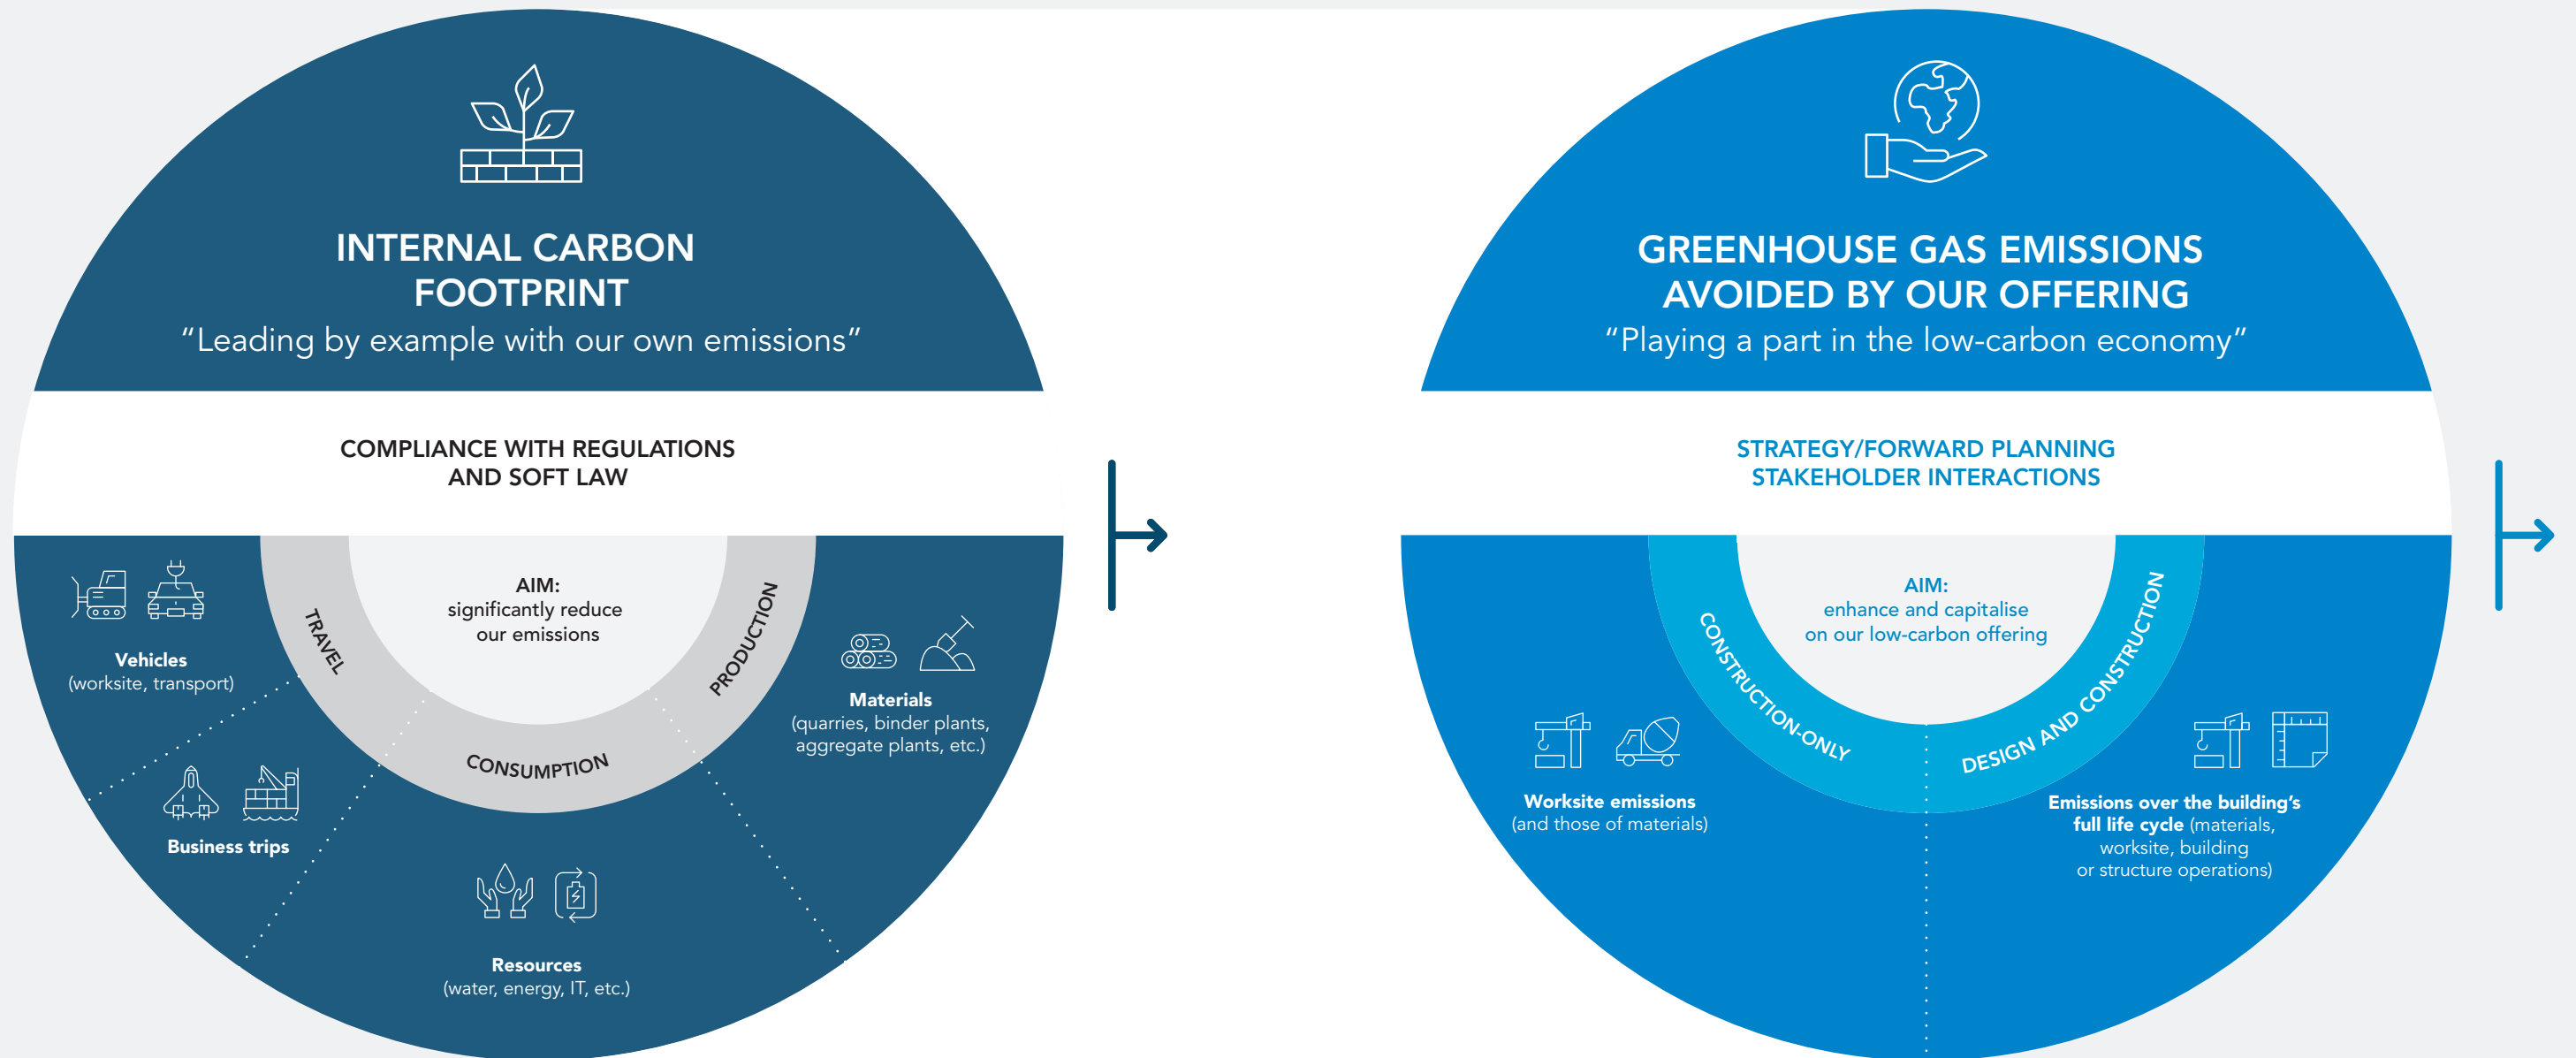 INTERNAL CARBON
FOOTPRINT
“Leading by example with our own emissions”
COMPLIANCE WITH REGULATIONS
AND SOFT LAW
AIM:
significantly reduce
our emissions
TRAVEL
CONSUMPTION
PRODUCTION
Vehicles
(worksite, transport)
Business trips
Resources
(water, energy, IT, etc.)
Materials
(quarries, binder plants,
aggregate plants, etc.)
GREENHOUSE GAS EMISSIONS
AVOIDED BY OUR OFFERING
“Playing a part in the low-carbon economy”
STRATEGY/FORWARD PLANNING
STAKEHOLDER INTERACTIONS
AIM:
enhance and capitalise
on our low-carbon offering
CONSTRUCTION-ONLY
DESIGN AND CONSTRUCTION
Worksite emissions
(and those of materials)
Emissions over the building’s
full life cycle (materials,
worksite, building
or structure operations)